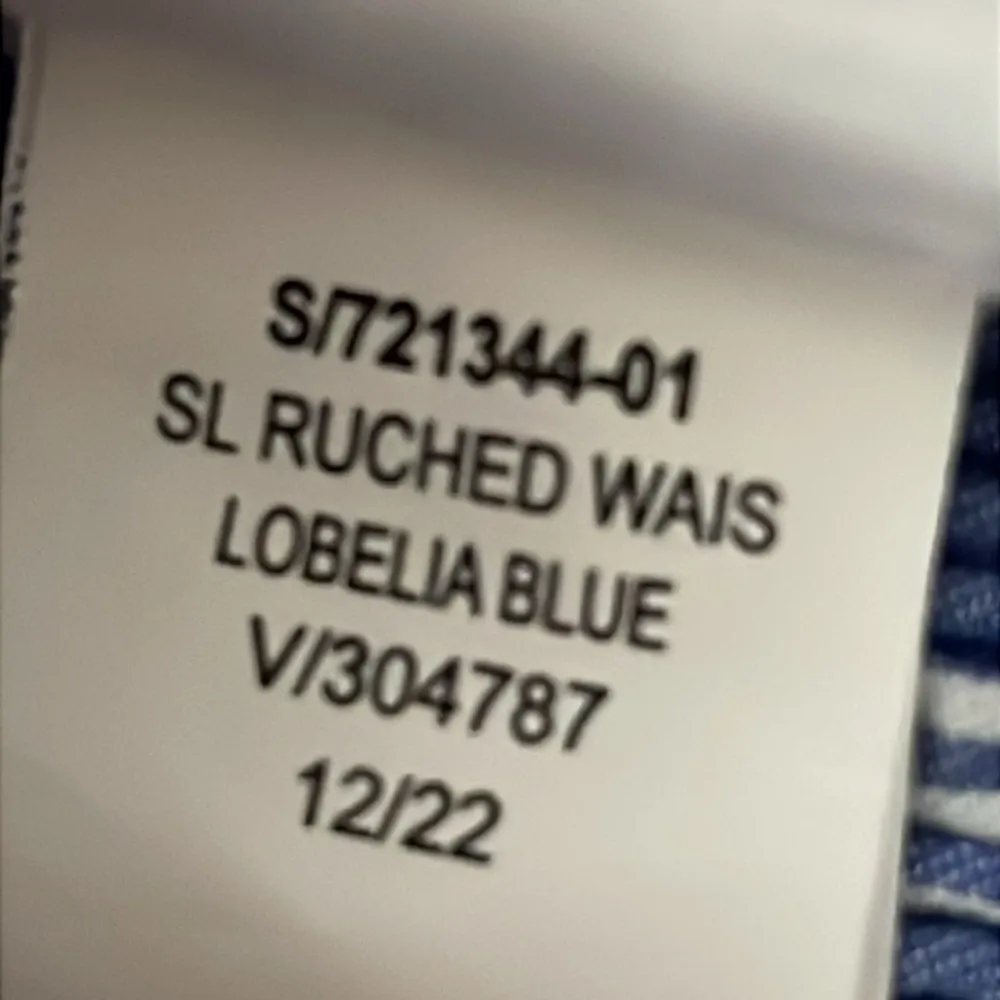 S/721344-01
SL RUCHED WAIS
LOBELIA BLUE
V/304787
12/22